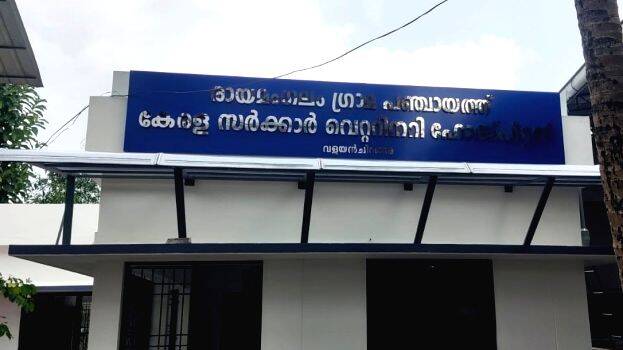 രായമംഗലം ഗ്രാമ പഞ്ചായത്ത്
കേരള സർക്കാർ വെറ്ററിനറി ഹോസ്പിറ്റൽ
വളയൻചിറങ്ങര